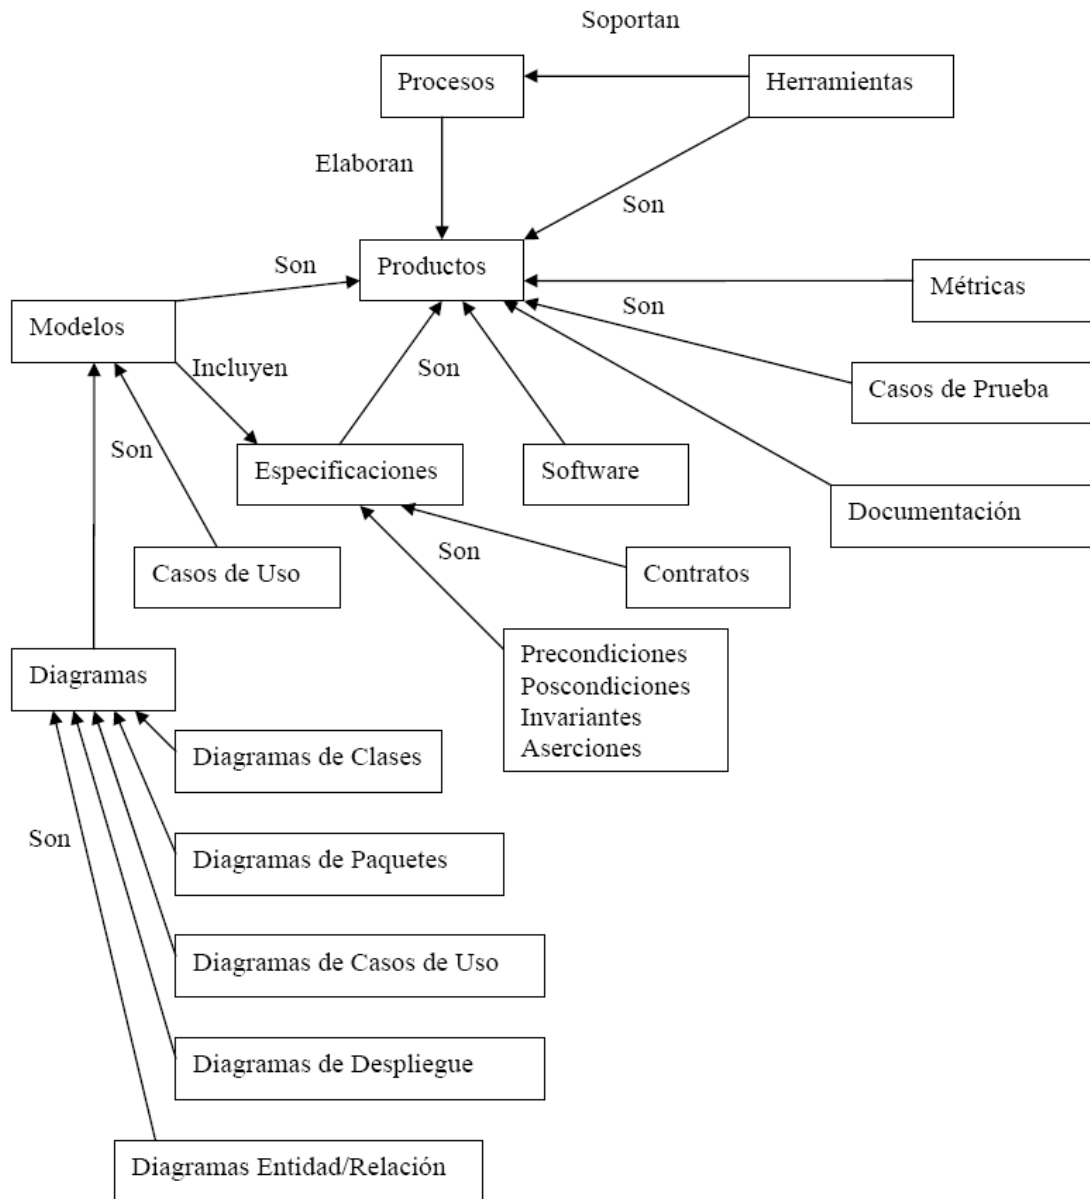 Soportan
Procesos
Herramientas
Elaboran
Son
Productos
Son
Métricas
Modelos
Son
Incluyen
Son
Casos de Prueba
Son
Especificaciones
Software
Documentación
Son
Casos de Uso
Contratos
Diagramas
Precondiciones
Poscondiciones
Invariantes
Aserciones
Diagramas de Clases
Son
Diagramas de Paquetes
Diagramas de Casos de Uso
Diagramas de Despliegue
Diagramas Entidad/Relación